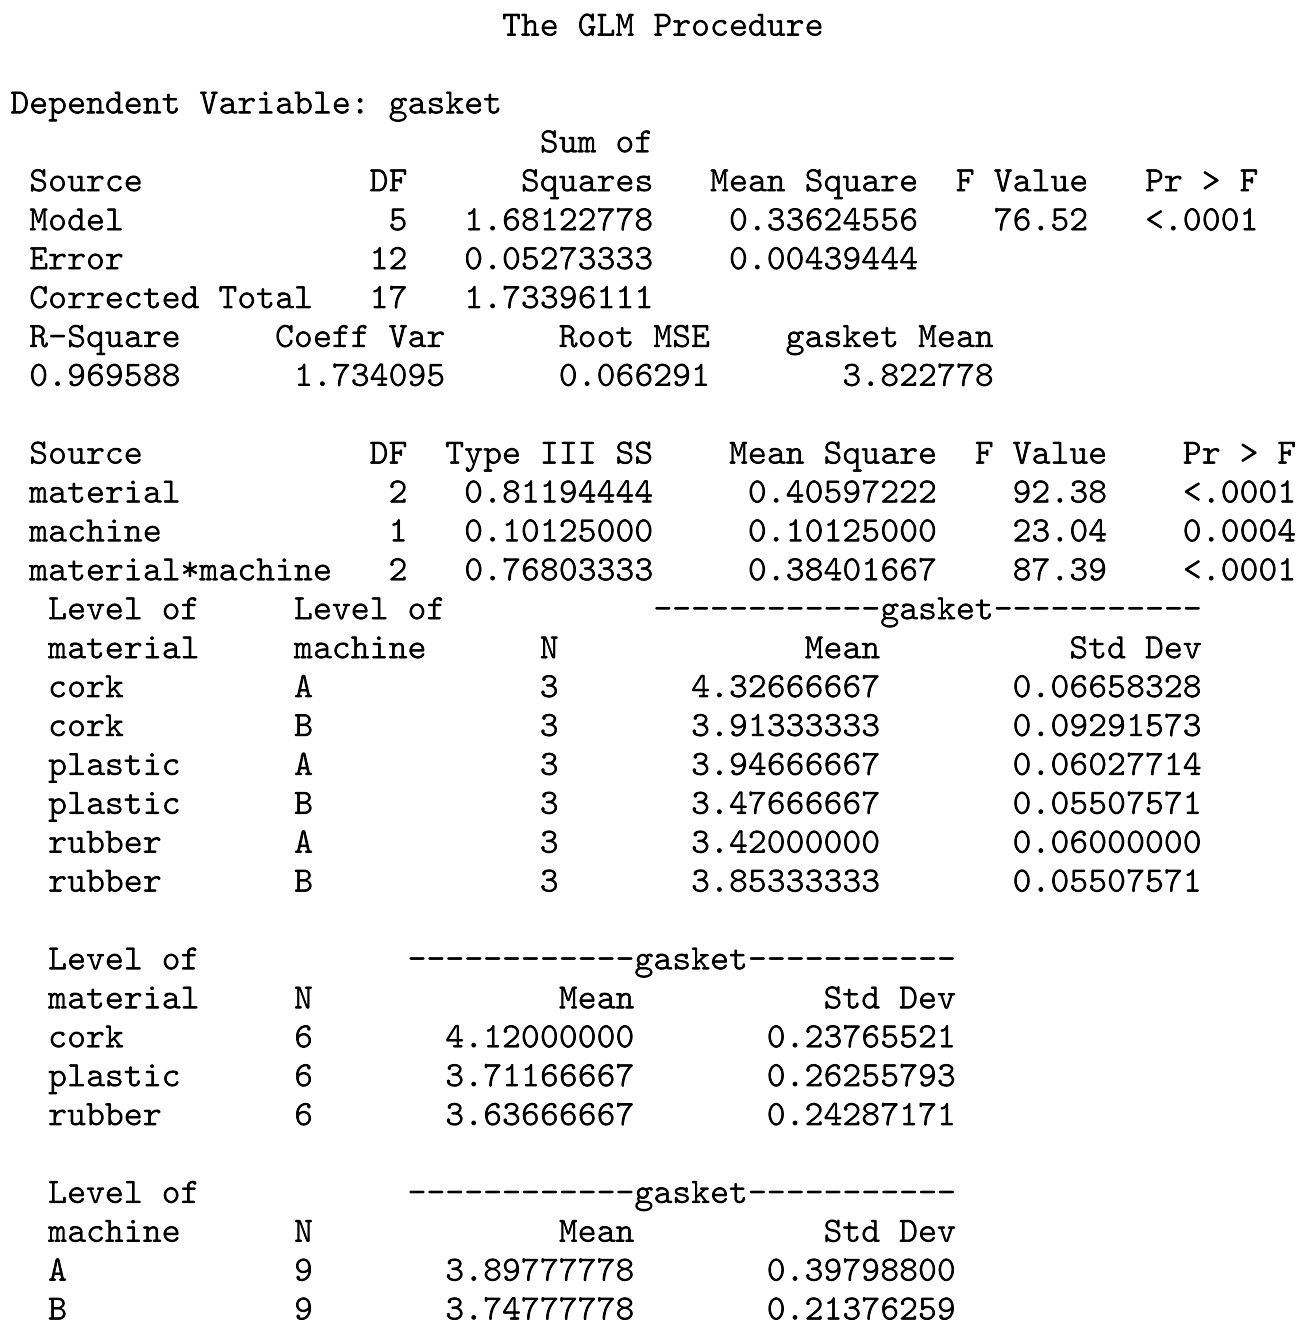 The GLM Procedure
Dependent Variable: gasket
Sum of
Source DF Squares Mean Square F Value Pr > F
Model 5 1.68122778 0.33624556 76.52 <.0001
Error 12 0.05273333 0.00439444
Corrected Total 17 1.73396111
R-Square Coeff Var Root MSE gasket Mean
0.969588 1.734095 0.066291 3.822778
Source DF Type III SS Mean Square F Value Pr > F
material 2 0.81194444 0.40597222 92.38 <.0001
machine 1 0.10125000 0.10125000 23.04 0.0004
material*machine 2 0.76803333 0.38401667 87.39 <.0001
Level of Level of ------------gasket-----------
material machine N Mean Std Dev
cork A 3 4.32666667 0.06658328
cork B 3 3.91333333 0.09291573
plastic A 3 3.94666667 0.06027714
plastic B 3 3.47666667 0.05507571
rubber A 3 3.42000000 0.06000000
rubber B 3 3.85333333 0.05507571
Level of ------------gasket-----------
material N Mean Std Dev
cork 6 4.12000000 0.23765521
plastic 6 3.71166667 0.26255793
rubber 6 3.63666667 0.24287171
Level of ------------gasket-----------
machine N Mean Std Dev
A 9 3.89777778 0.39798800
B 9 3.74777778 0.21376259